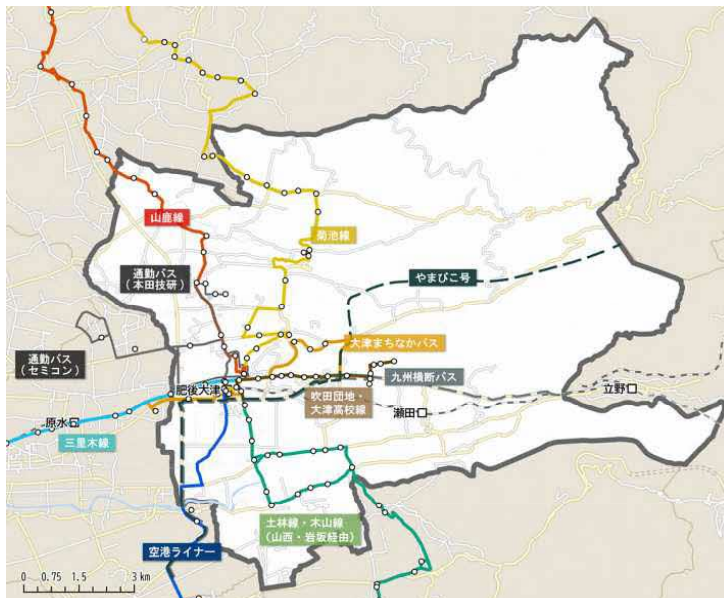 山鹿線
菊池線
通勤バス
(本田技研)
やまびこ号
大津まちなかバス
通勤バス
(セミコン)
九州横断バス
肥後大津
吹田団地・
大津高校線
瀬田
立野
原水
三里木線
土林線・木山線
(山西・岩坂経由)
空港ライナー
0 0.75 1.5 3 km